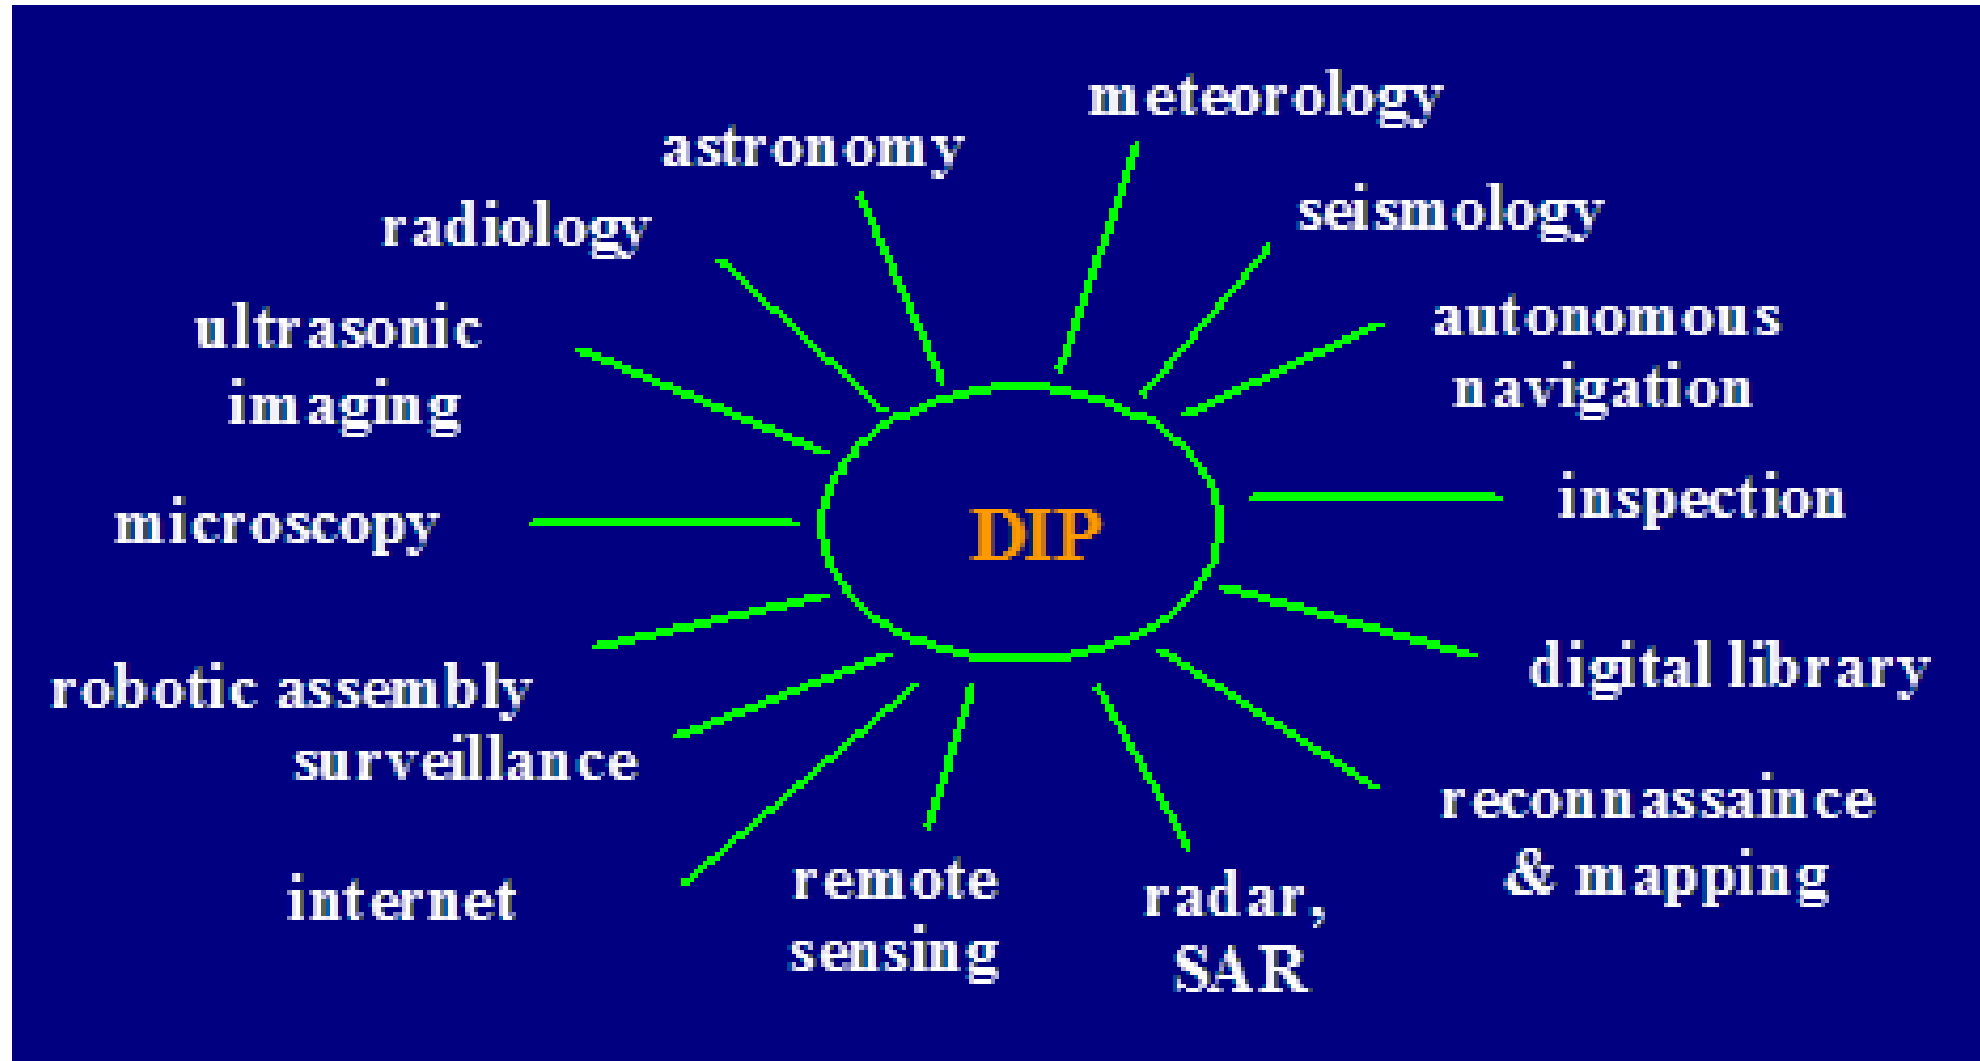 meteorology
astronomy
seismology
radiology
ultrasonic
imaging
autonomous
navigation
microscopy
DIP
inspection
robotic assembly
digital library
surveillance
reconnassaince
& mapping
internet
remote
sensing
radar,
SAR